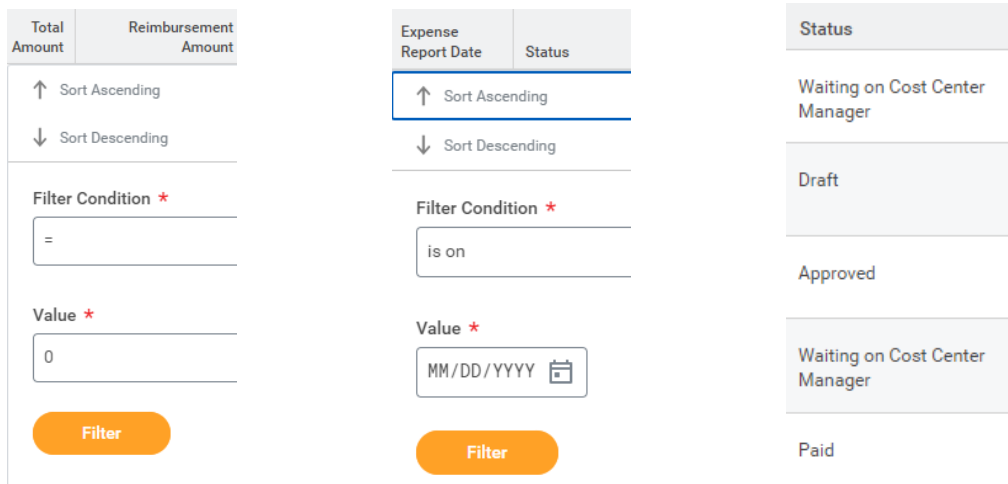 Total Amount
Reimbursement Amount
↑ Sort Ascending
↓ Sort Descending
Filter Condition *
=
Value *
0
Filter
Expense Report Date
Status
↑ Sort Ascending
↓ Sort Descending
Filter Condition *
is on
Value *
MM/DD/YYYY
Filter
Status
Waiting on Cost Center
Manager
Draft
Approved
Waiting on Cost Center
Manager
Paid